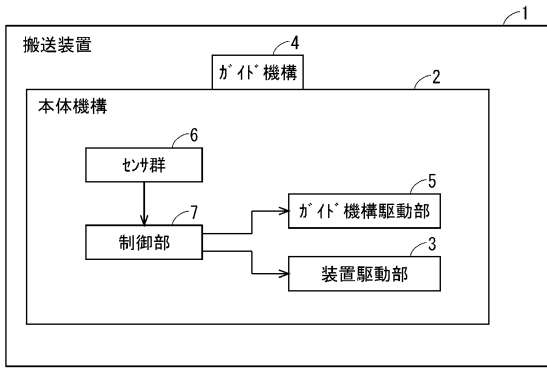 1
搬送装置
4
ガイド機構
2
本体機構
6
センサ群
5
7
ガイド機構駆動部
制御部
3
装置駆動部